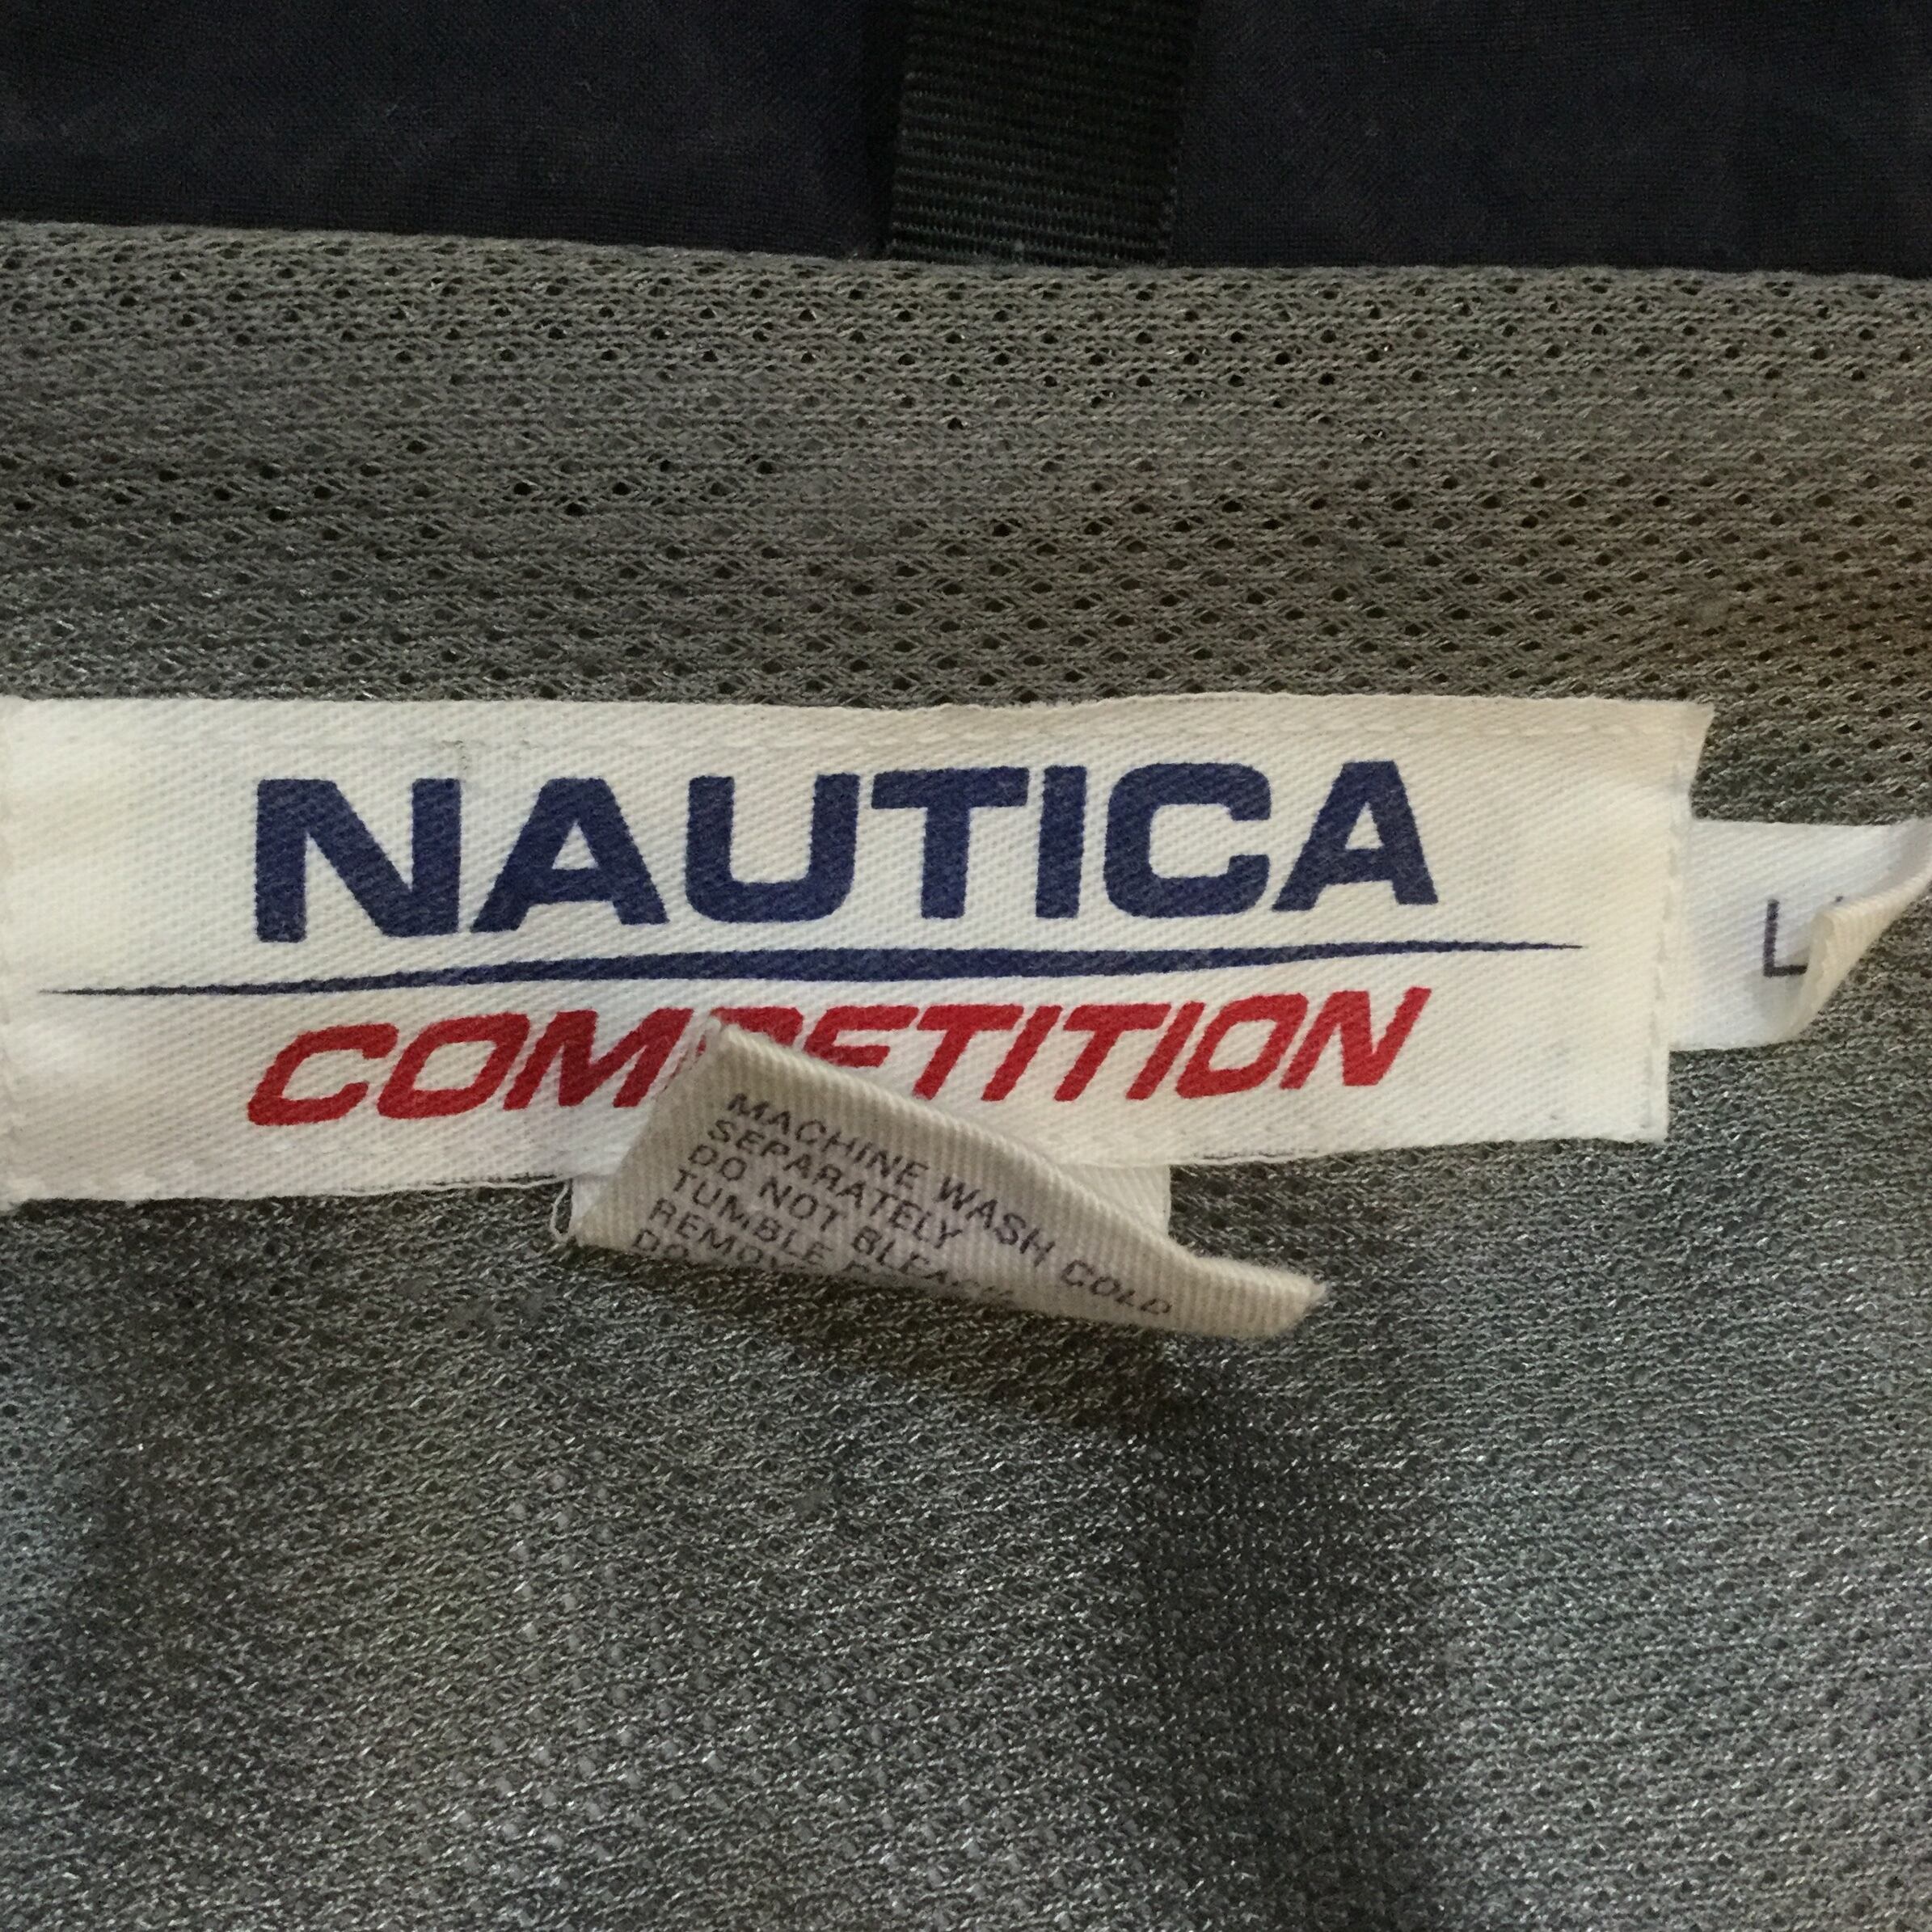 NAUTICA
COMPETITION
L
MACHINE WASH COLD
SEPARATELY
DO NOT BLEACH
TUMBLE